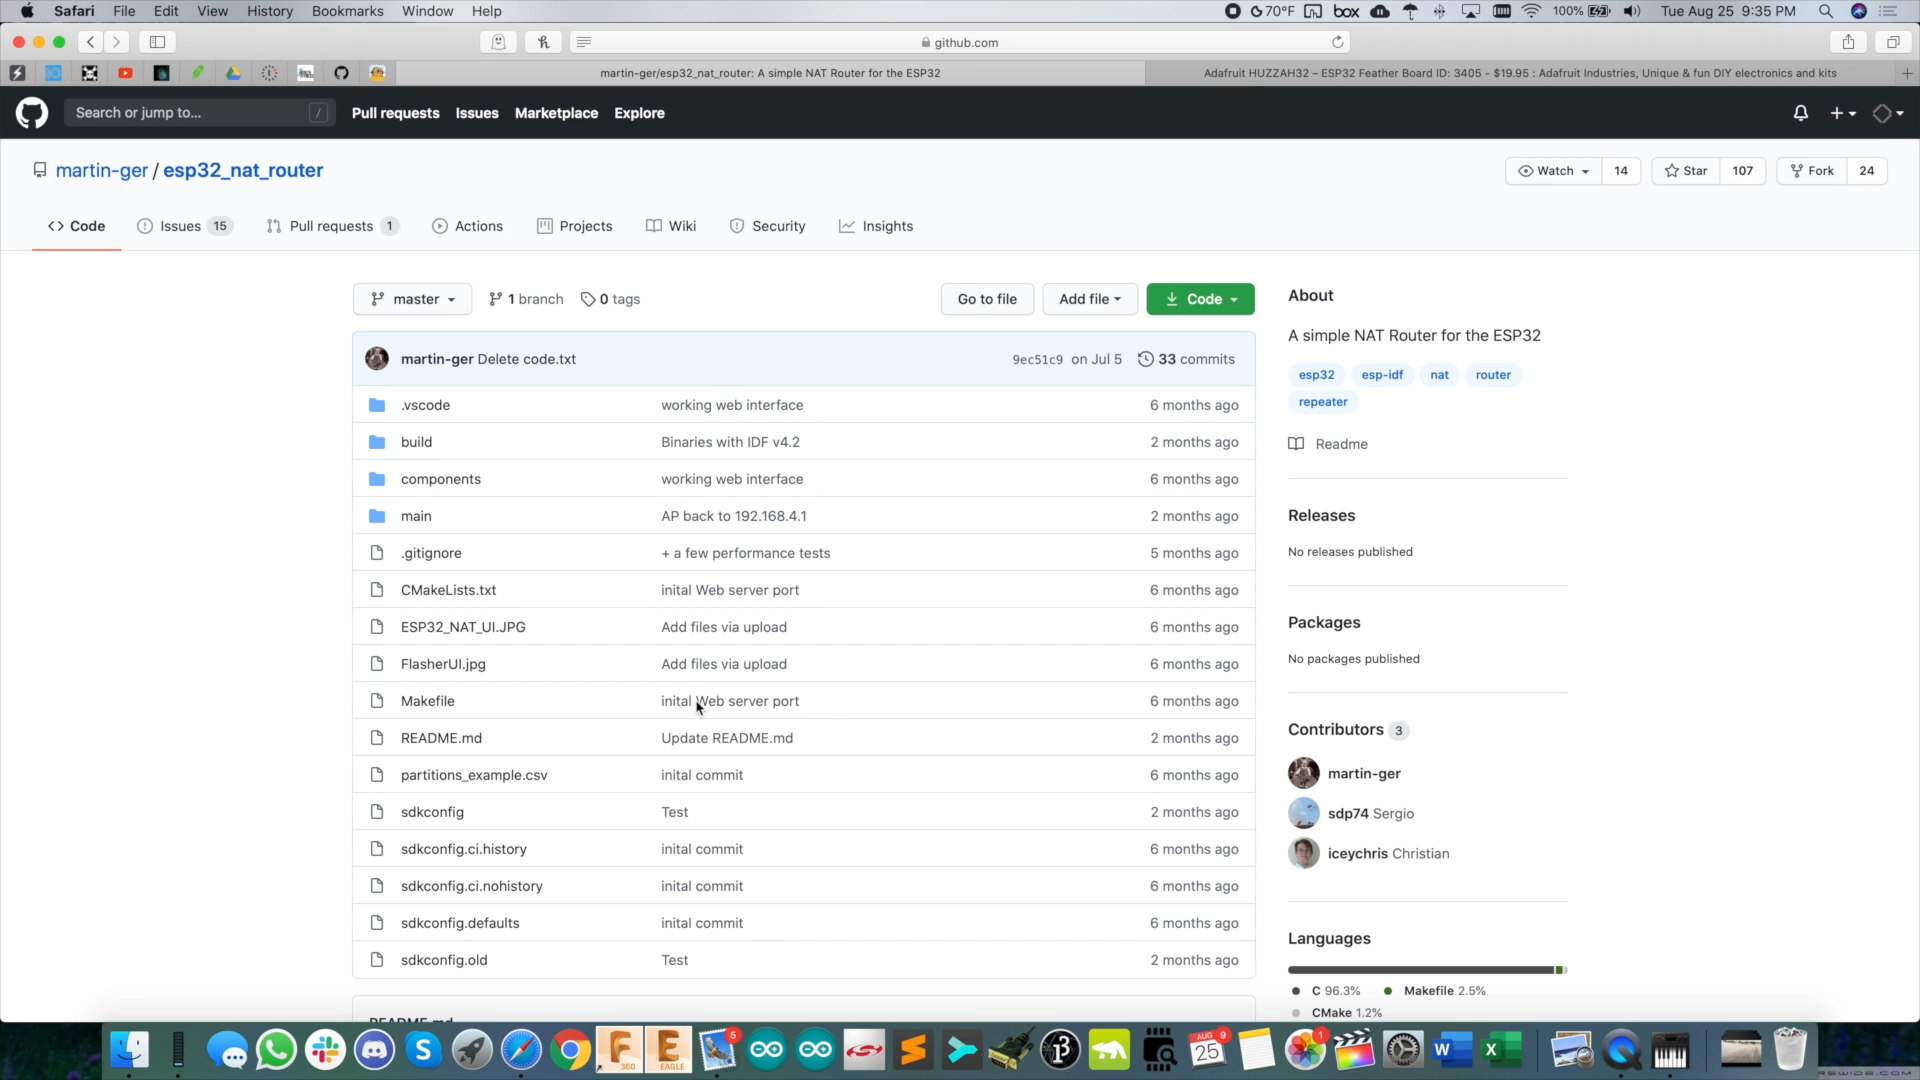 Safari File Edit View History Bookmarks Window Help 70°F box 100% Tue Aug 25 9:35 PM
github.com
martin-ger/esp32_nat_router: A simple NAT Router for the ESP32
Adafruit HUZZAH32 – ESP32 Feather Board ID: 3405 - $19.95 : Adafruit Industries, Unique & fun DIY electronics and kits
Search or jump to... / Pull requests Issues Marketplace Explore
martin-ger / esp32_nat_router Watch 14 Star 107 Fork 24
Code Issues 15 Pull requests 1 Actions Projects Wiki Security Insights
master 1 branch 0 tags Go to file Add file Code
martin-ger Delete code.txt 9ec51c9 on Jul 5 33 commits
.vscode working web interface 6 months ago
build Binaries with IDF v4.2 2 months ago
components working web interface 6 months ago
main AP back to 192.168.4.1 2 months ago
.gitignore + a few performance tests 5 months ago
CMakeLists.txt inital Web server port 6 months ago
ESP32_NAT_UI.JPG Add files via upload 6 months ago
FlasherUI.jpg Add files via upload 6 months ago
Makefile inital Web server port 6 months ago
README.md Update README.md 2 months ago
partitions_example.csv inital commit 6 months ago
sdkconfig Test 2 months ago
sdkconfig.ci.history inital commit 6 months ago
sdkconfig.ci.nohistory inital commit 6 months ago
sdkconfig.defaults inital commit 6 months ago
sdkconfig.old Test 2 months ago
README.md
About
A simple NAT Router for the ESP32
esp32 esp-idf nat router
repeater
Readme
Releases
No releases published
Packages
No packages published
Contributors 3
martin-ger
sdp74 Sergio
iceychris Christian
Languages
C 96.3% Makefile 2.5%
CMake 1.2%
F 360 E EAGLE 5 AUG 25 9 1 W X